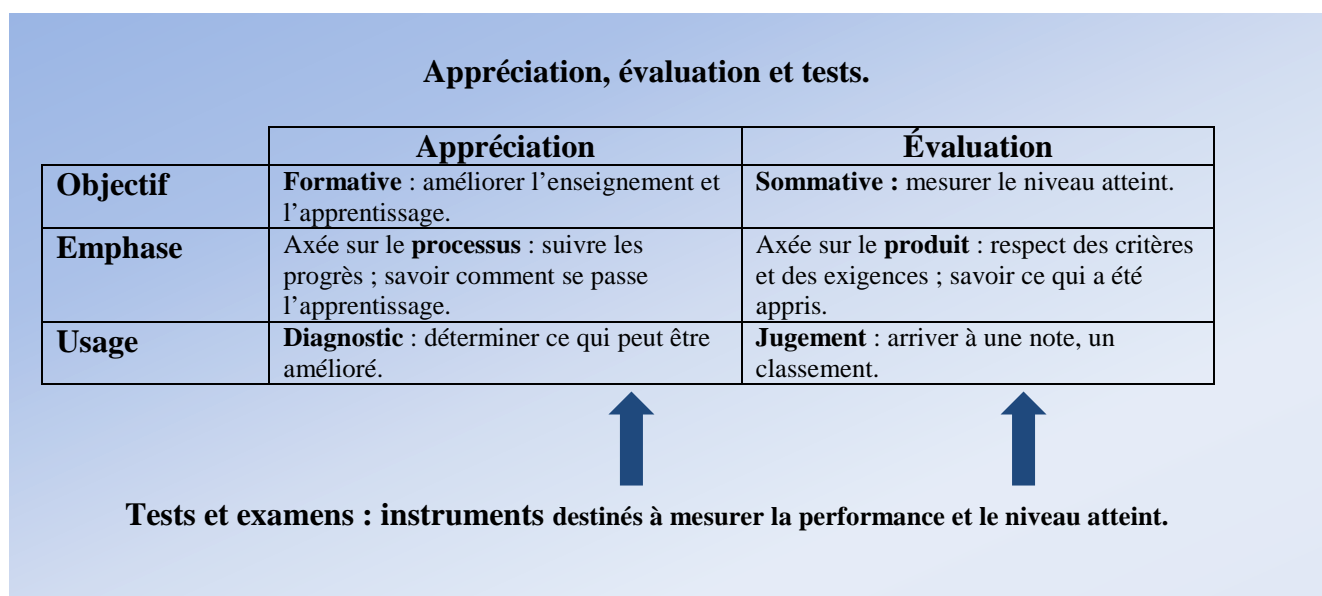 Appréciation, évaluation et tests.
Appréciation
Évaluation
Objectif
Formative : améliorer l’enseignement et
l’apprentissage.
Sommative : mesurer le niveau atteint.
Emphase
Axée sur le processus : suivre les
progrès ; savoir comment se passe
l’apprentissage.
Axée sur le produit : respect des critères
et des exigences ; savoir ce qui a été
appris.
Usage
Diagnostic : déterminer ce qui peut être
amélioré.
Jugement : arriver à une note, un
classement.
Tests et examens : instruments destinés à mesurer la performance et le niveau atteint.